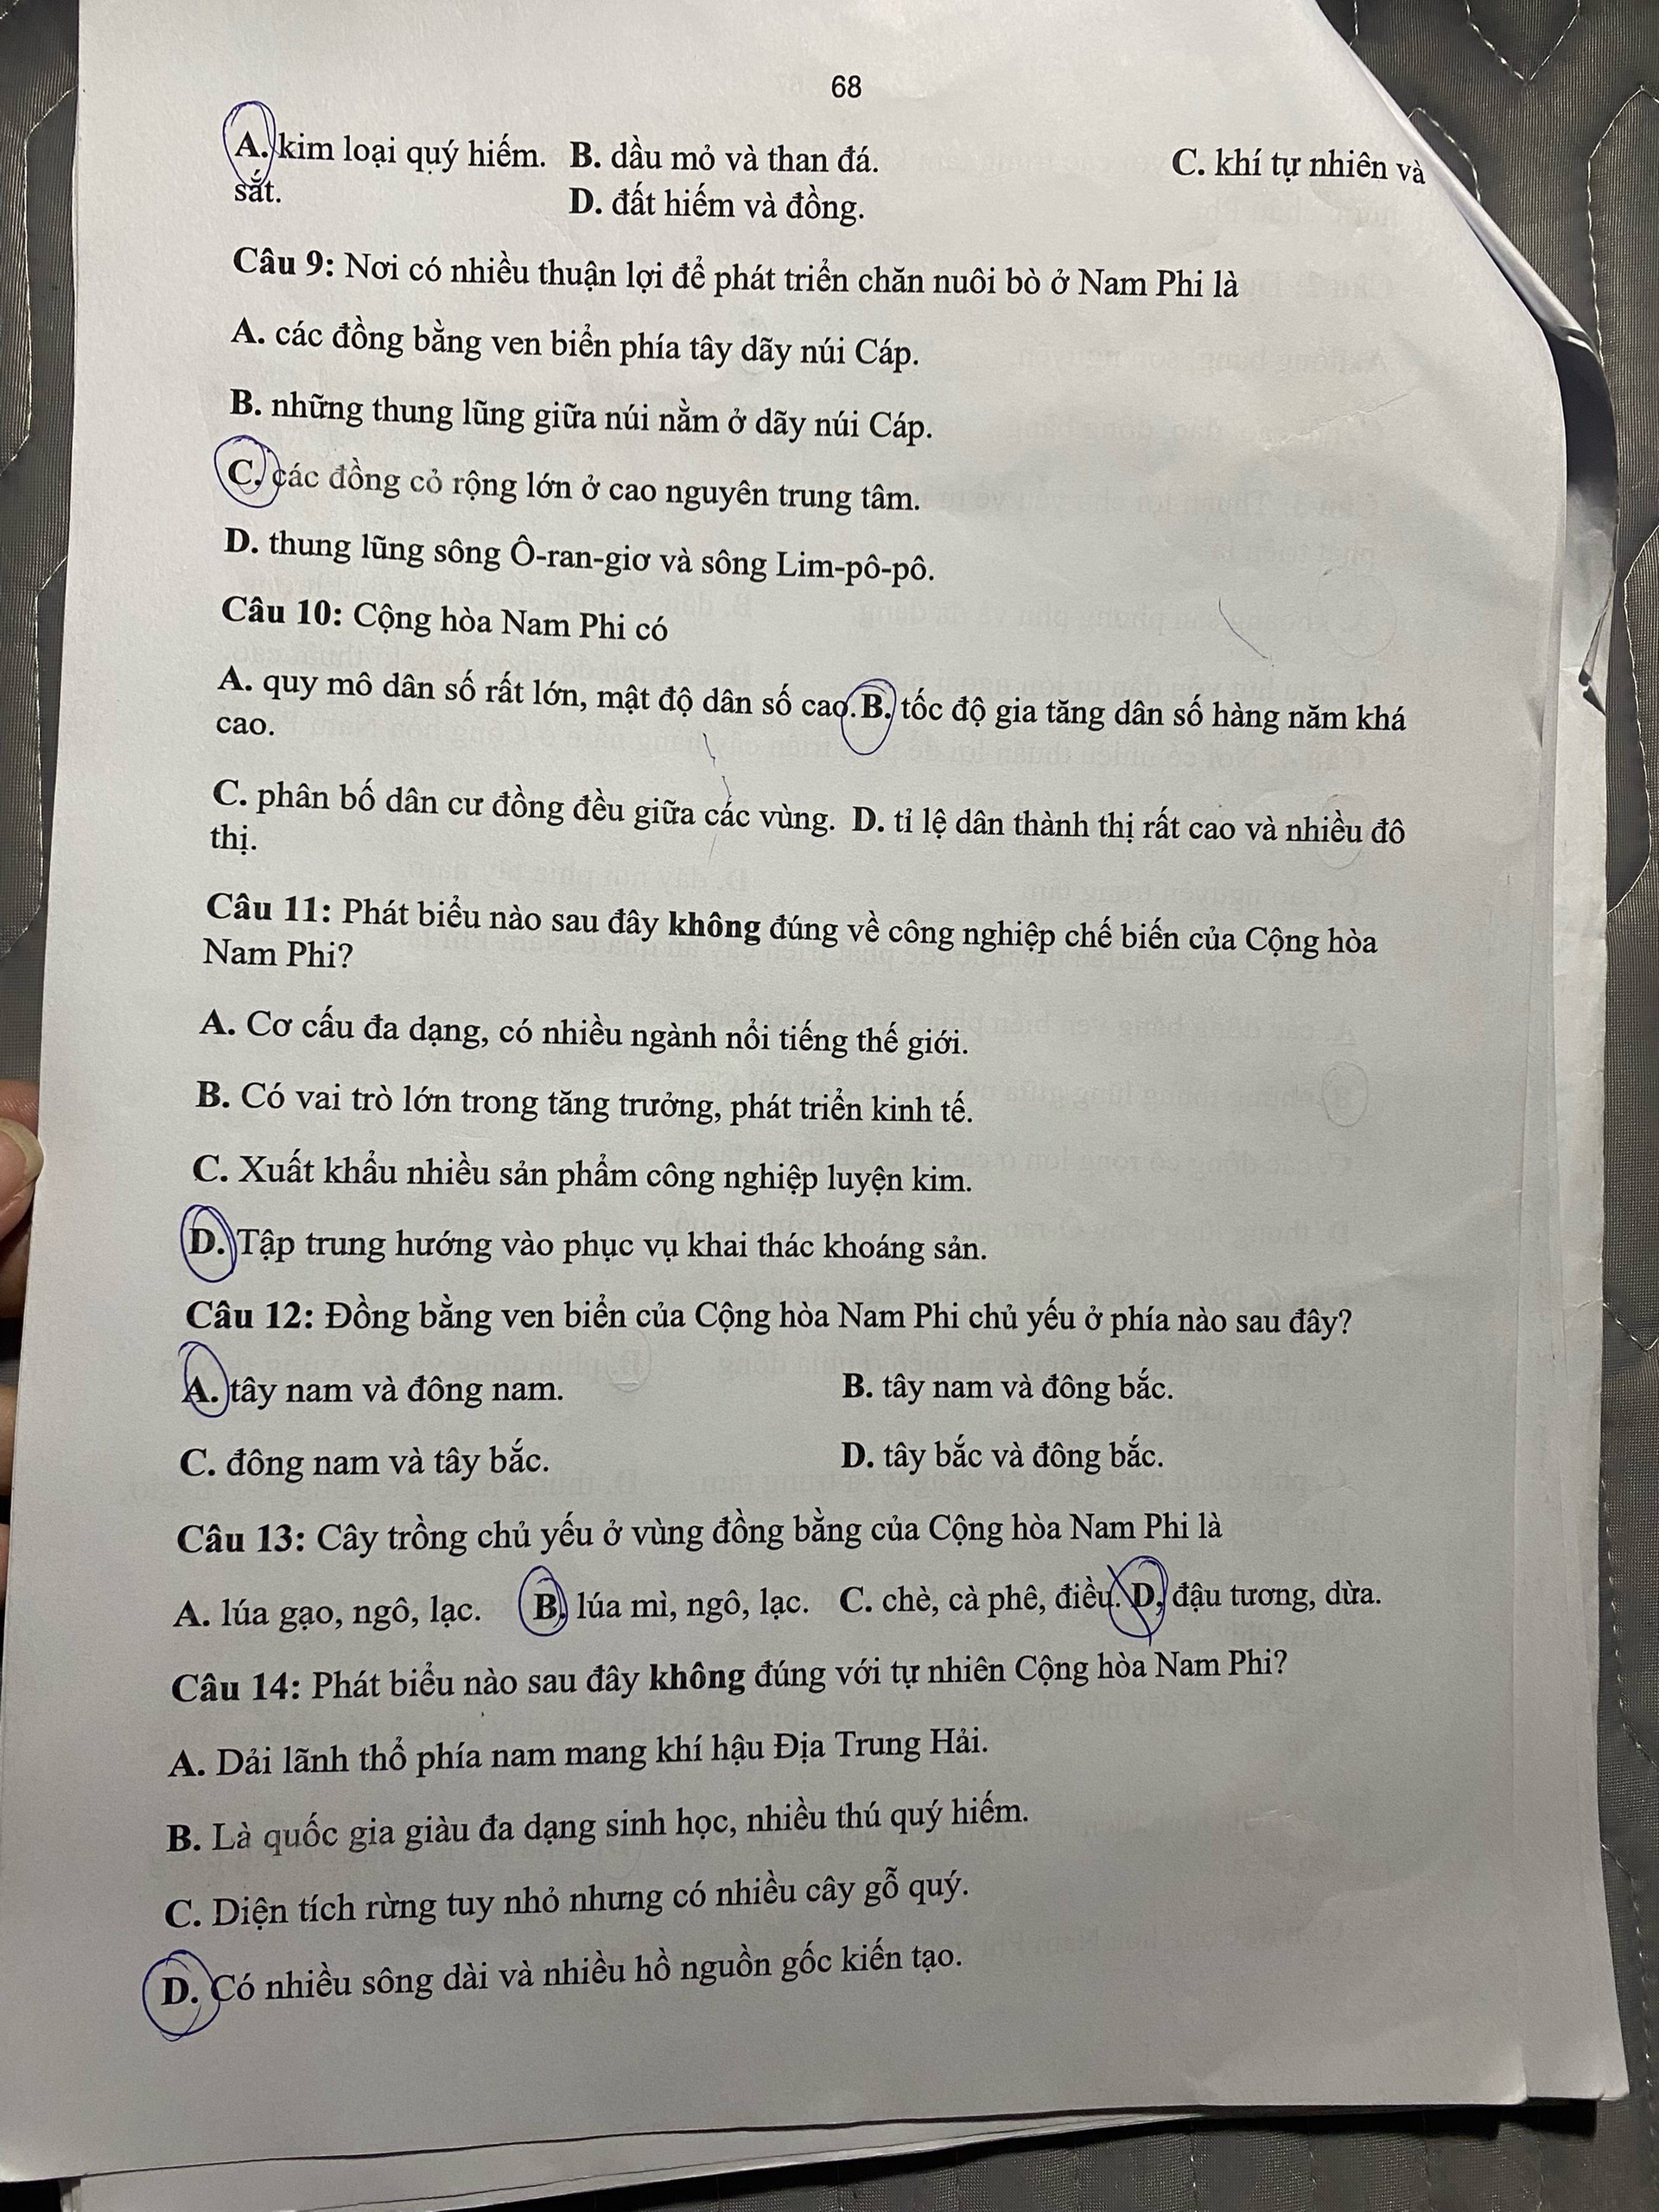 68
A. kim loại quý hiếm. B. dầu mỏ và than đá. C. khí tự nhiên và
sắt. D. đất hiếm và đồng.
Câu 9: Nơi có nhiều thuận lợi để phát triển chăn nuôi bò ở Nam Phi là
A. các đồng bằng ven biển phía tây dãy núi Cáp.
B. những thung lũng giữa núi nằm ở dãy núi Cáp.
C. các đồng cỏ rộng lớn ở cao nguyên trung tâm.
D. thung lũng sông Ô-ran-giơ và sông Lim-pô-pô.
Câu 10: Cộng hòa Nam Phi có
A. quy mô dân số rất lớn, mật độ dân số cao. B. tốc độ gia tăng dân số hàng năm khá
cao.
C. phân bố dân cư đồng đều giữa các vùng. D. tỉ lệ dân thành thị rất cao và nhiều đô
thị.
Câu 11: Phát biểu nào sau đây không đúng về công nghiệp chế biến của Cộng hòa
Nam Phi?
A. Cơ cấu đa dạng, có nhiều ngành nổi tiếng thế giới.
B. Có vai trò lớn trong tăng trưởng, phát triển kinh tế.
C. Xuất khẩu nhiều sản phẩm công nghiệp luyện kim.
D. Tập trung hướng vào phục vụ khai thác khoáng sản.
Câu 12: Đồng bằng ven biển của Cộng hòa Nam Phi chủ yếu ở phía nào sau đây?
A. tây nam và đông nam. B. tây nam và đông bắc.
C. đông nam và tây bắc. D. tây bắc và đông bắc.
Câu 13: Cây trồng chủ yếu ở vùng đồng bằng của Cộng hòa Nam Phi là
A. lúa gạo, ngô, lạc. B. lúa mì, ngô, lạc. C. chè, cà phê, điều. D. đậu tương, dừa.
Câu 14: Phát biểu nào sau đây không đúng với tự nhiên Cộng hòa Nam Phi?
A. Dải lãnh thổ phía nam mang khí hậu Địa Trung Hải.
B. Là quốc gia giàu đa dạng sinh học, nhiều thú quý hiếm.
C. Diện tích rừng tuy nhỏ nhưng có nhiều cây gỗ quý.
D. Có nhiều sông dài và nhiều hồ nguồn gốc kiến tạo.